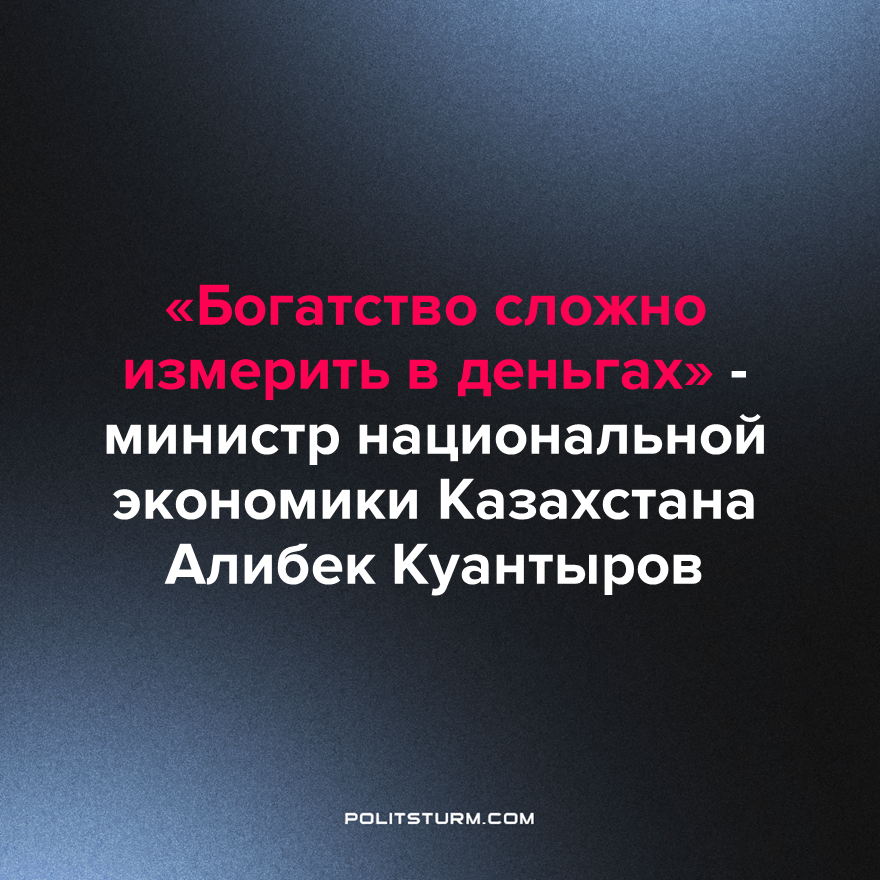 «Богатство сложно
измерить в деньгах» -
министр национальной
экономики Казахстана
Алибек Куантыров
POLITSTURM.COM